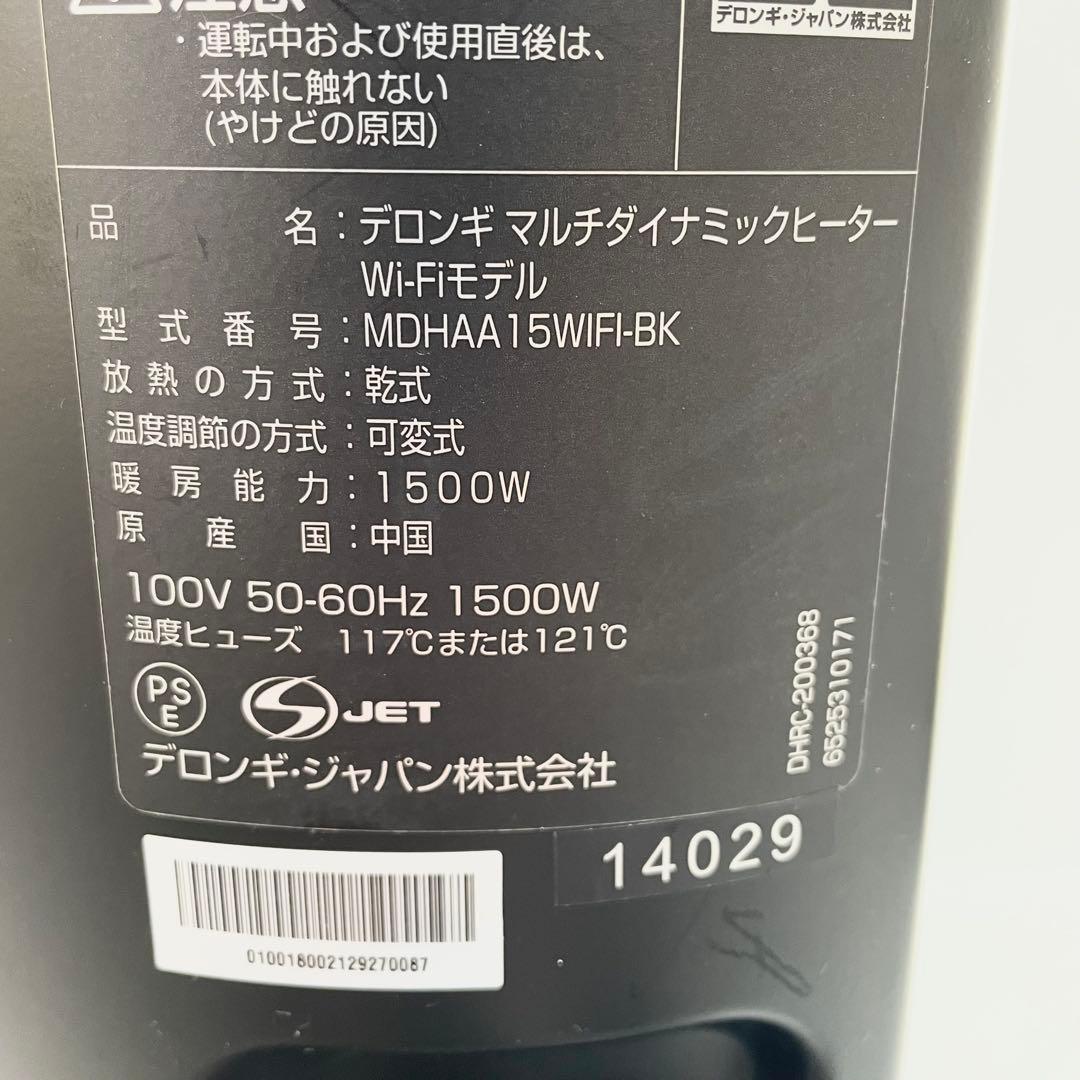 注意
デロンギ・ジャパン株式会社
・運転中および使用直後は、
本体に触れない
(やけどの原因)
品名：デロンギ マルチダイナミックヒーター
Wi-Fiモデル
型式番号：MDHAA15WIFI-BK
放熱の方式：乾式
温度調節の方式：可変式
暖房能力：1500W
原産国：中国
100V 50-60Hz 1500W
温度ヒューズ 117℃または121℃
PSE
JET
デロンギ・ジャパン株式会社
DHRC-200368
6525310171
14029
010018002129270087